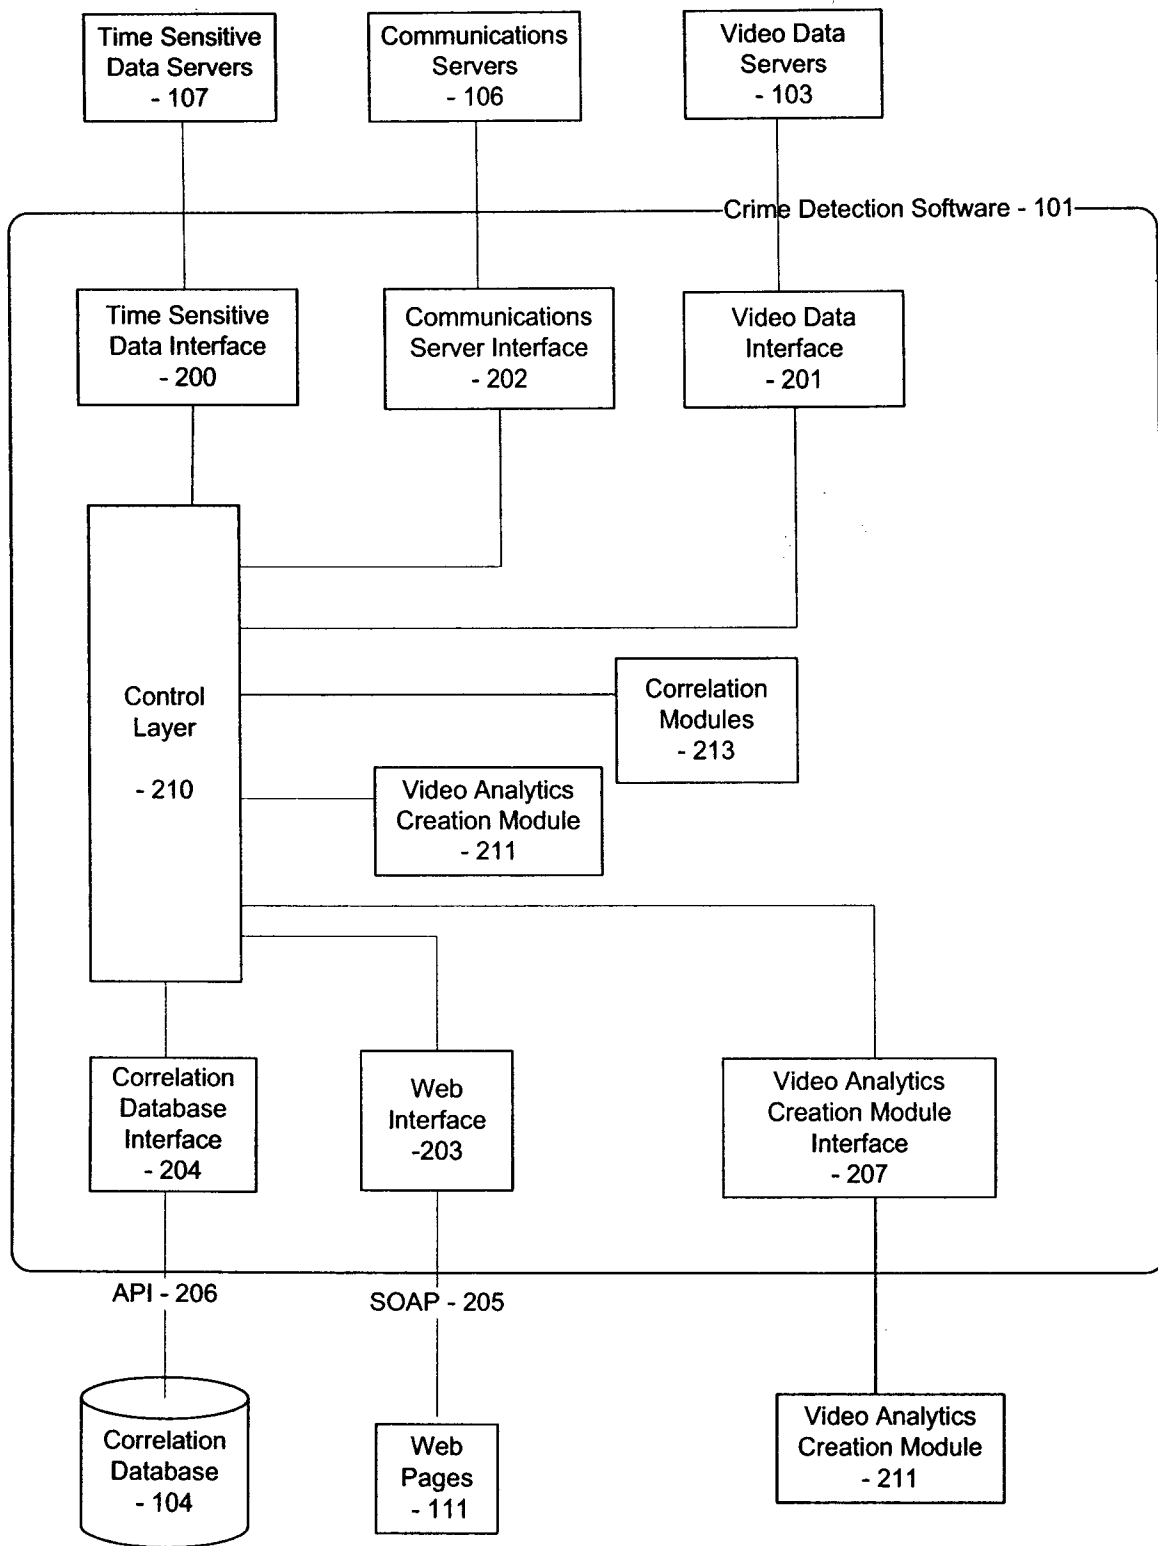 Time Sensitive
Data Servers
- 107
Communications
Servers
- 106
Video Data
Servers
- 103
Crime Detection Software - 101
Time Sensitive
Data Interface
- 200
Communications
Server Interface
- 202
Video Data
Interface
- 201
Control
Layer
- 210
Correlation
Modules
- 213
Video Analytics
Creation Module
- 211
Correlation
Database
Interface
- 204
Web
Interface
-203
Video Analytics
Creation Module
Interface
- 207
API - 206
SOAP - 205
Correlation
Database
- 104
Web
Pages
- 111
Video Analytics
Creation Module
- 211